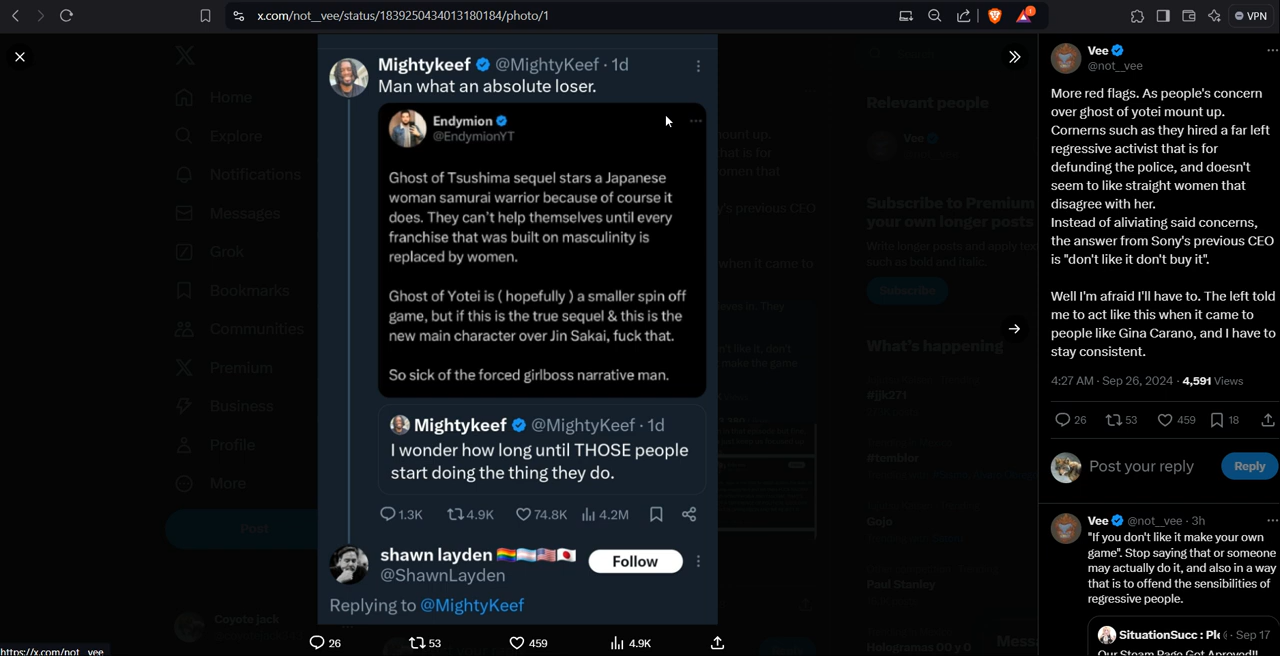 x.com/not__vee/status/1839250434013180184/photo/1
VPN
Mightykeef @MightyKeef · 1d
Man what an absolute loser.
Endymion
@EndymionYT
Ghost of Tsushima sequel stars a Japanese
woman samurai warrior because of course it
does. They can't help themselves until every
franchise that was built on masculinity is
replaced by women.
Ghost of Yotei is ( hopefully ) a smaller spin off
game, but if this is the true sequel & this is the
new main character over Jin Sakai, fuck that.
So sick of the forced girlboss narrative man.
Mightykeef @MightyKeef · 1d
I wonder how long until THOSE people
start doing the thing they do.
1.3K 4.9K 74.8K 4.2M
shawn layden
@ShawnLayden
Follow
Replying to @MightyKeef
26 53 459 4.9K
Home
Explore
Notifications
Messages
Grok
Bookmarks
Communities
Premium
Business
Profile
More
Post
Coyote jack
Relevant people
Vee
Subscribe to Premium
your own longer posts
Write longer posts and apply tex
such as bold and italic.
Subscribe
What's happening
#jjk271
#tomblor
Gojo
Paul Stanley
Hologramas 00 y 0
Mess
Vee
@not__vee
More red flags. As people's concern
over ghost of yotei mount up.
Cornerns such as they hired a far left
regressive activist that is for
defunding the police, and doesn't
seem to like straight women that
disagree with her.
Instead of aliviating said concerns,
the answer from Sony's previous CEO
is "don't like it don't buy it".
Well I'm afraid I'll have to. The left told
me to act like this when it came to
people like Gina Carano, and I have to
stay consistent.
4:27 AM · Sep 26, 2024 · 4,591 Views
26 53 459 18
Post your reply
Reply
Vee @not__vee · 3h
"If you don't like it make your own
game". Stop saying that or someone
may actually do it, and also in a way
that is to offend the sensibilities of
regressive people.
SituationSucc : Pl · Sep 17
Our Steam Page Got Aproved!!
https://x.com/not__vee